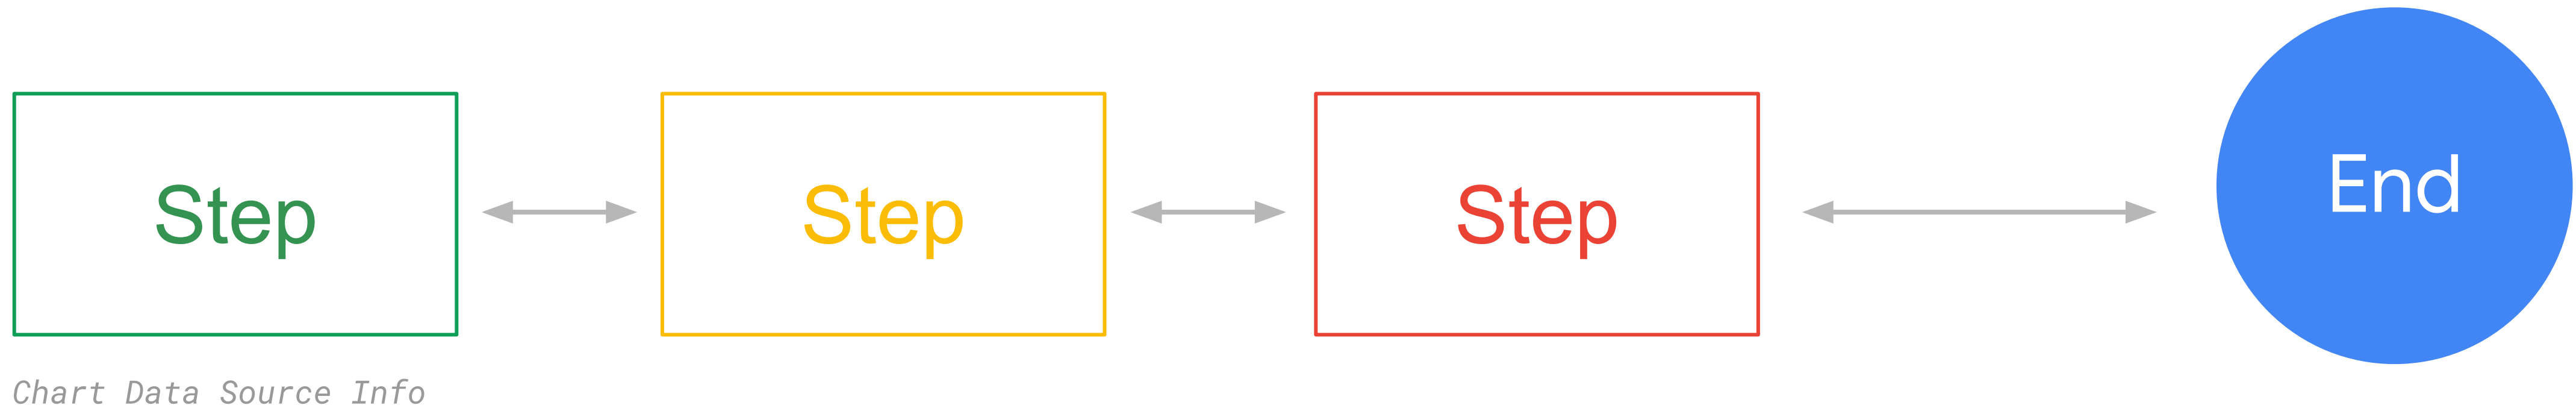 Step
Step
Step
End
Chart Data Source Info